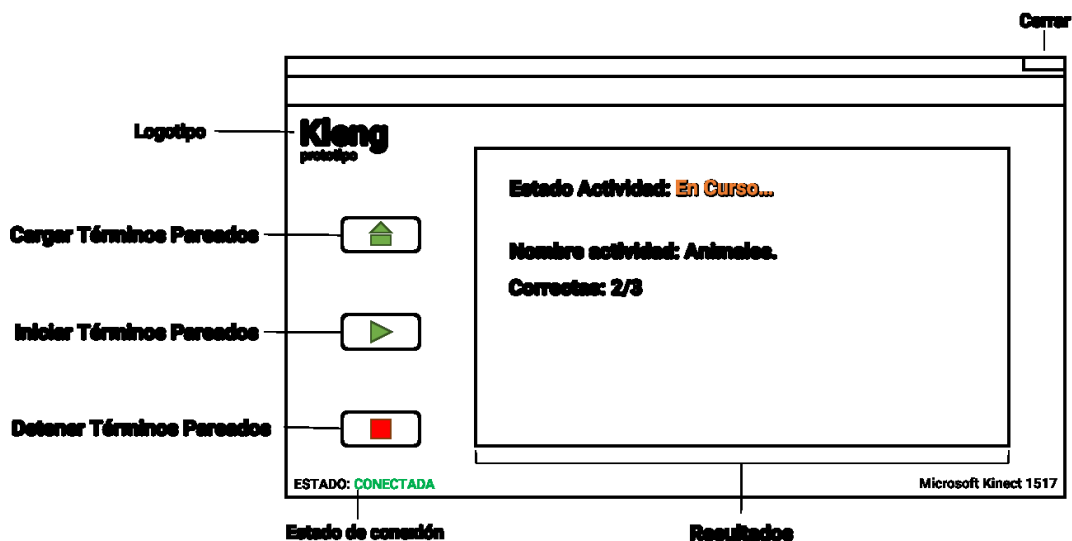 Cerrar
Logotipo
Kleng
prototipo
Estado Actividad: En Curso...
Cargar Términos Pareados
Nombre actividad: Animales.
Correctas: 2/3
Iniciar Términos Pareados
Detener Términos Pareados
ESTADO: CONECTADA
Microsoft Kinect 1517
Estado de conexión
Resultados